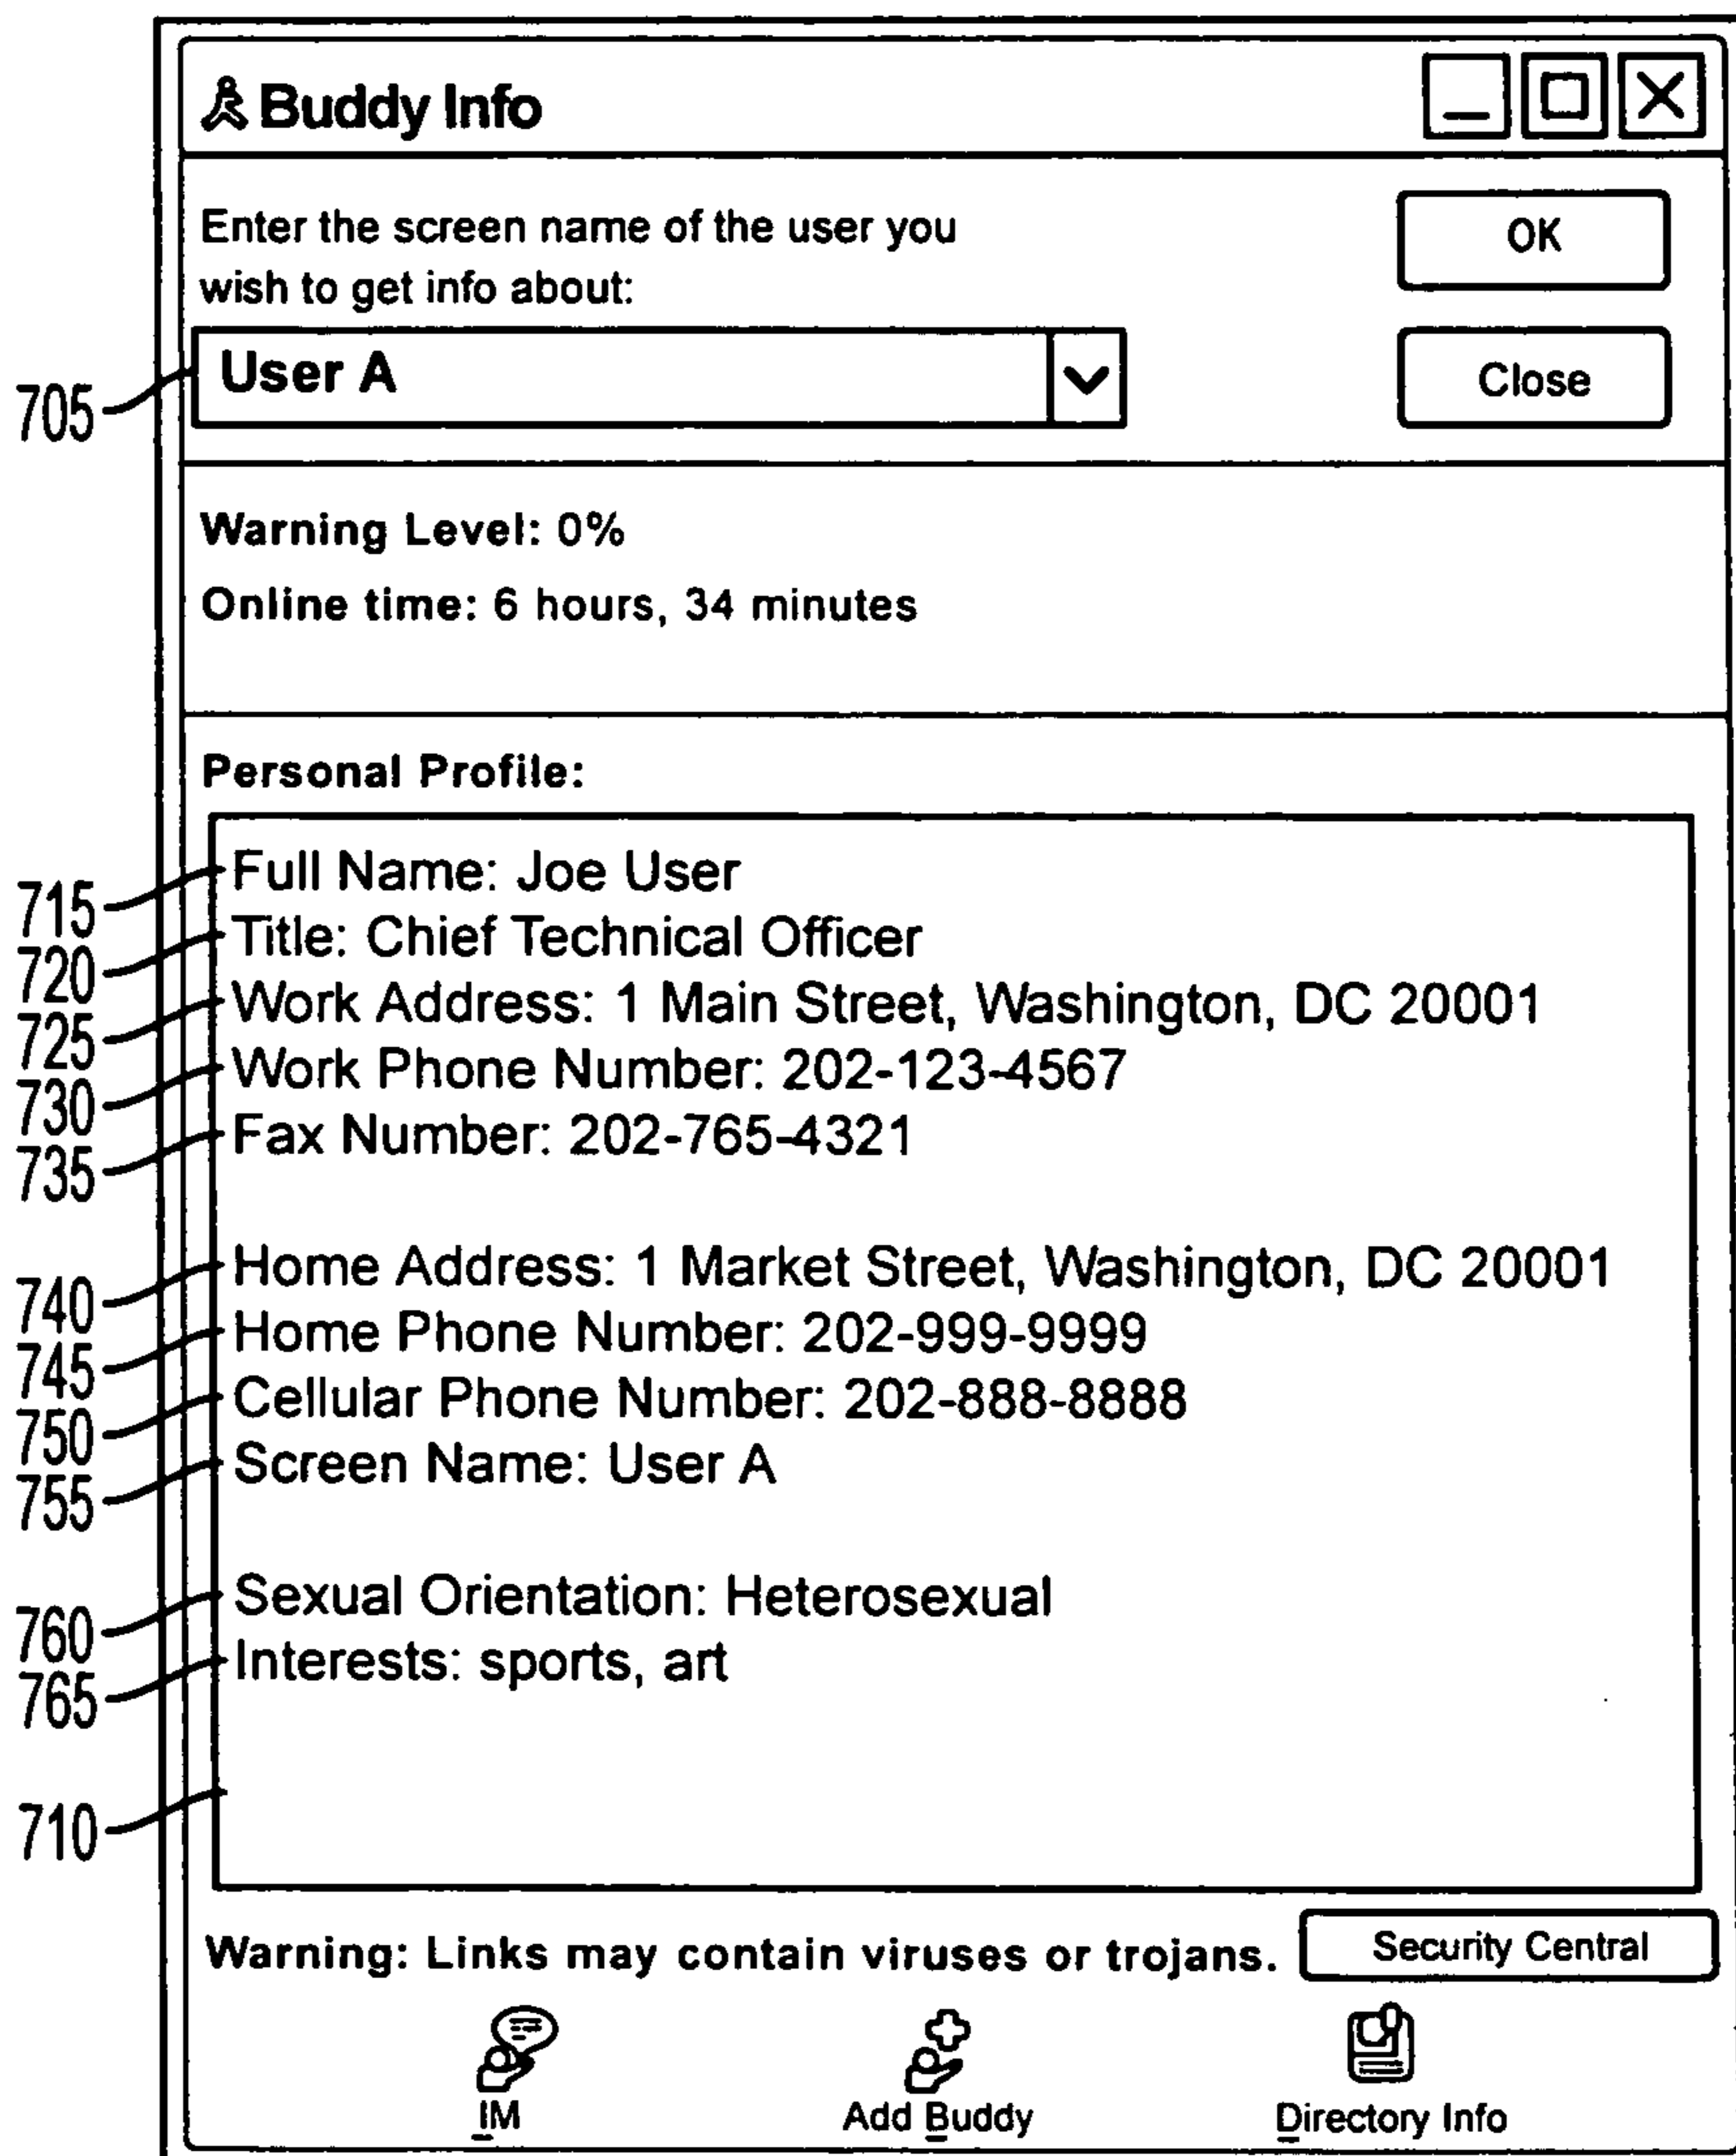 Buddy Info
Enter the screen name of the user you
wish to get info about:
OK
705
User A
Close
Warning Level: 0%
Online time: 6 hours, 34 minutes
Personal Profile:
715
Full Name: Joe User
720
Title: Chief Technical Officer
725
Work Address: 1 Main Street, Washington, DC 20001
730
Work Phone Number: 202-123-4567
735
Fax Number: 202-765-4321
740
Home Address: 1 Market Street, Washington, DC 20001
745
Home Phone Number: 202-999-9999
750
Cellular Phone Number: 202-888-8888
755
Screen Name: User A
760
Sexual Orientation: Heterosexual
765
Interests: sports, art
710
Warning: Links may contain viruses or trojans.
Security Central
IM
Add Buddy
Directory Info